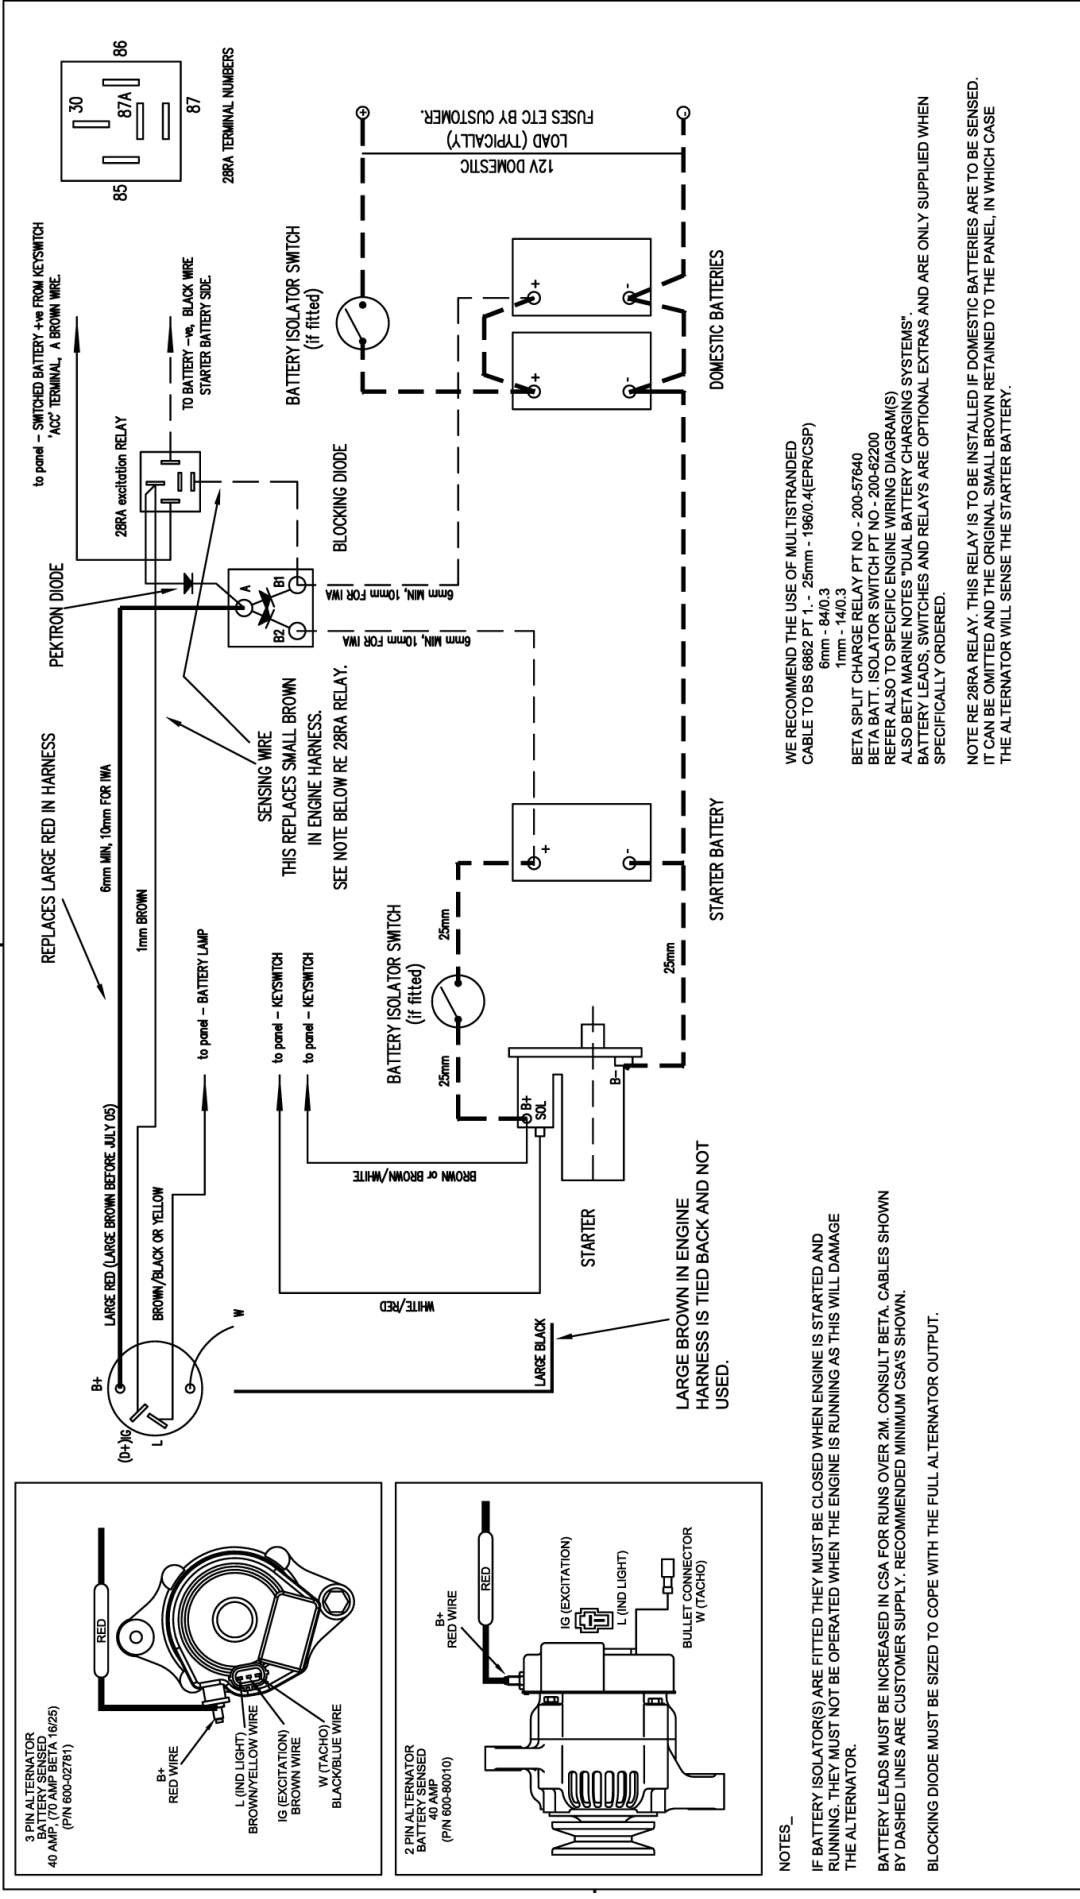 3 PIN ALTERNATOR
BATTERY SENSED
40 AMP, (70 AMP BETA 16/25)
(P/N 600-02781)
RED
B+
RED WIRE
L (IND LIGHT)
BROWN/YELLOW WIRE
IG (EXCITATION)
BROWN WIRE
W (TACHO)
BLACK/BLUE WIRE
2 PIN ALTERNATOR
BATTERY SENSED
40 AMP
(P/N 600-80010)
B+
RED WIRE
RED
IG (EXCITATION)
L (IND LIGHT)
BULLET CONNECTOR
W (TACHO)
B+
(D+)IG
L
W
LARGE RED (LARGE BROWN BEFORE JULY 05)
BROWN/BLACK OR YELLOW
to panel – BATTERY LAMP
REPLACES LARGE RED IN HARNESS
6mm MIN, 10mm FOR IWA
1mm BROWN
PEKTRON DIODE
28RA excitation RELAY
to panel – SWITCHED BATTERY +ve FROM KEYSWITCH
'ACC' TERMINAL, A BROWN WIRE.
TO BATTERY -ve, BLACK WIRE
STARTER BATTERY SIDE.
30
86
87A
85
87
28RA TERMINAL NUMBERS
SENSING WIRE
THIS REPLACES SMALL BROWN
IN ENGINE HARNESS.
SEE NOTE BELOW RE 28RA RELAY.
A
B1
B2
BLOCKING DIODE
6mm MIN, 10mm FOR IWA
6mm MIN, 10mm FOR IWA
BATTERY ISOLATOR SWITCH
(if fitted)
+
-
12V DOMESTIC
LOAD (TYPICALLY)
FUSES ETC BY CUSTOMER.
+
-
+
-
DOMESTIC BATTERIES
to panel – KEYSWITCH
to panel – KEYSWITCH
WHITE/RED
BROWN or BROWN/WHITE
BATTERY ISOLATOR SWITCH
(if fitted)
25mm
25mm
25mm
B+
SOL
B-
STARTER
+
-
STARTER BATTERY
LARGE BLACK
LARGE BROWN IN ENGINE
HARNESS IS TIED BACK AND NOT
USED.
NOTES_
IF BATTERY ISOLATOR(S) ARE FITTED THEY MUST BE CLOSED WHEN ENGINE IS STARTED AND
RUNNING. THEY MUST NOT BE OPERATED WHEN THE ENGINE IS RUNNING AS THIS WILL DAMAGE
THE ALTERNATOR.
BATTERY LEADS MUST BE INCREASED IN CSA FOR RUNS OVER 2M. CONSULT BETA. CABLES SHOWN
BY DASHED LINES ARE CUSTOMER SUPPLY. RECOMMENDED MINIMUM CSA'S SHOWN.
BLOCKING DIODE MUST BE SIZED TO COPE WITH THE FULL ALTERNATOR OUTPUT.
WE RECOMMEND THE USE OF MULTISTRANDED
CABLE TO BS 6862 PT 1. - 25mm - 196/0.4(EPR/CSP)
6mm - 84/0.3
1mm - 14/0.3
BETA SPLIT CHARGE RELAY PT NO - 200-57640
BETA BATT. ISOLATOR SWITCH PT NO - 200-62200
REFER ALSO TO SPECIFIC ENGINE WIRING DIAGRAM(S)
ALSO BETA MARINE NOTES "DUAL BATTERY CHARGING SYSTEMS".
BATTERY LEADS, SWITCHES AND RELAYS ARE OPTIONAL EXTRAS AND ARE ONLY SUPPLIED WHEN
SPECIFICALLY ORDERED.
NOTE RE 28RA RELAY. THIS RELAY IS TO BE INSTALLED IF DOMESTIC BATTERIES ARE TO BE SENSED.
IT CAN BE OMITTED AND THE ORIGINAL SMALL BROWN RETAINED TO THE PANEL, IN WHICH CASE
THE ALTERNATOR WILL SENSE THE STARTER BATTERY.